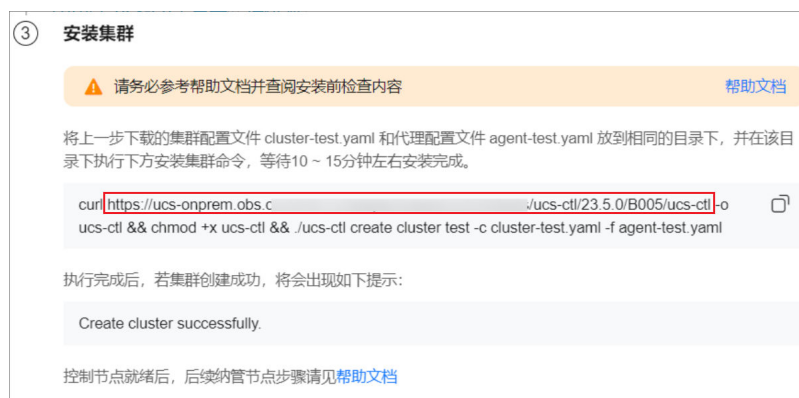 ③ 安装集群
请务必参考帮助文档并查阅安装前检查内容 帮助文档
将上一步下载的集群配置文件 cluster-test.yaml 和代理配置文件 agent-test.yaml 放到相同的目录下，并在该目
录下执行下方安装集群命令，等待10 ~ 15分钟左右安装完成。
curl https://ucs-onprem.obs.c /ucs-ctl/23.5.0/B005/ucs-ctl -o
ucs-ctl && chmod +x ucs-ctl && ./ucs-ctl create cluster test -c cluster-test.yaml -f agent-test.yaml
执行完成后，若集群创建成功，将会出现如下提示：
Create cluster successfully.
控制节点就绪后，后续纳管节点步骤请见帮助文档